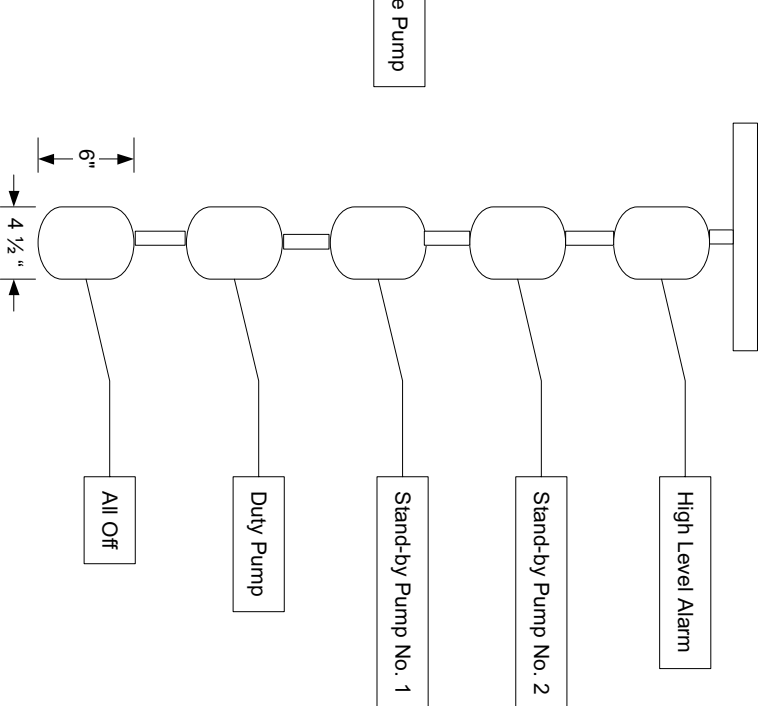 e Pump
6"
4 ½ "
High Level Alarm
Stand-by Pump No. 2
Stand-by Pump No. 1
Duty Pump
All Off